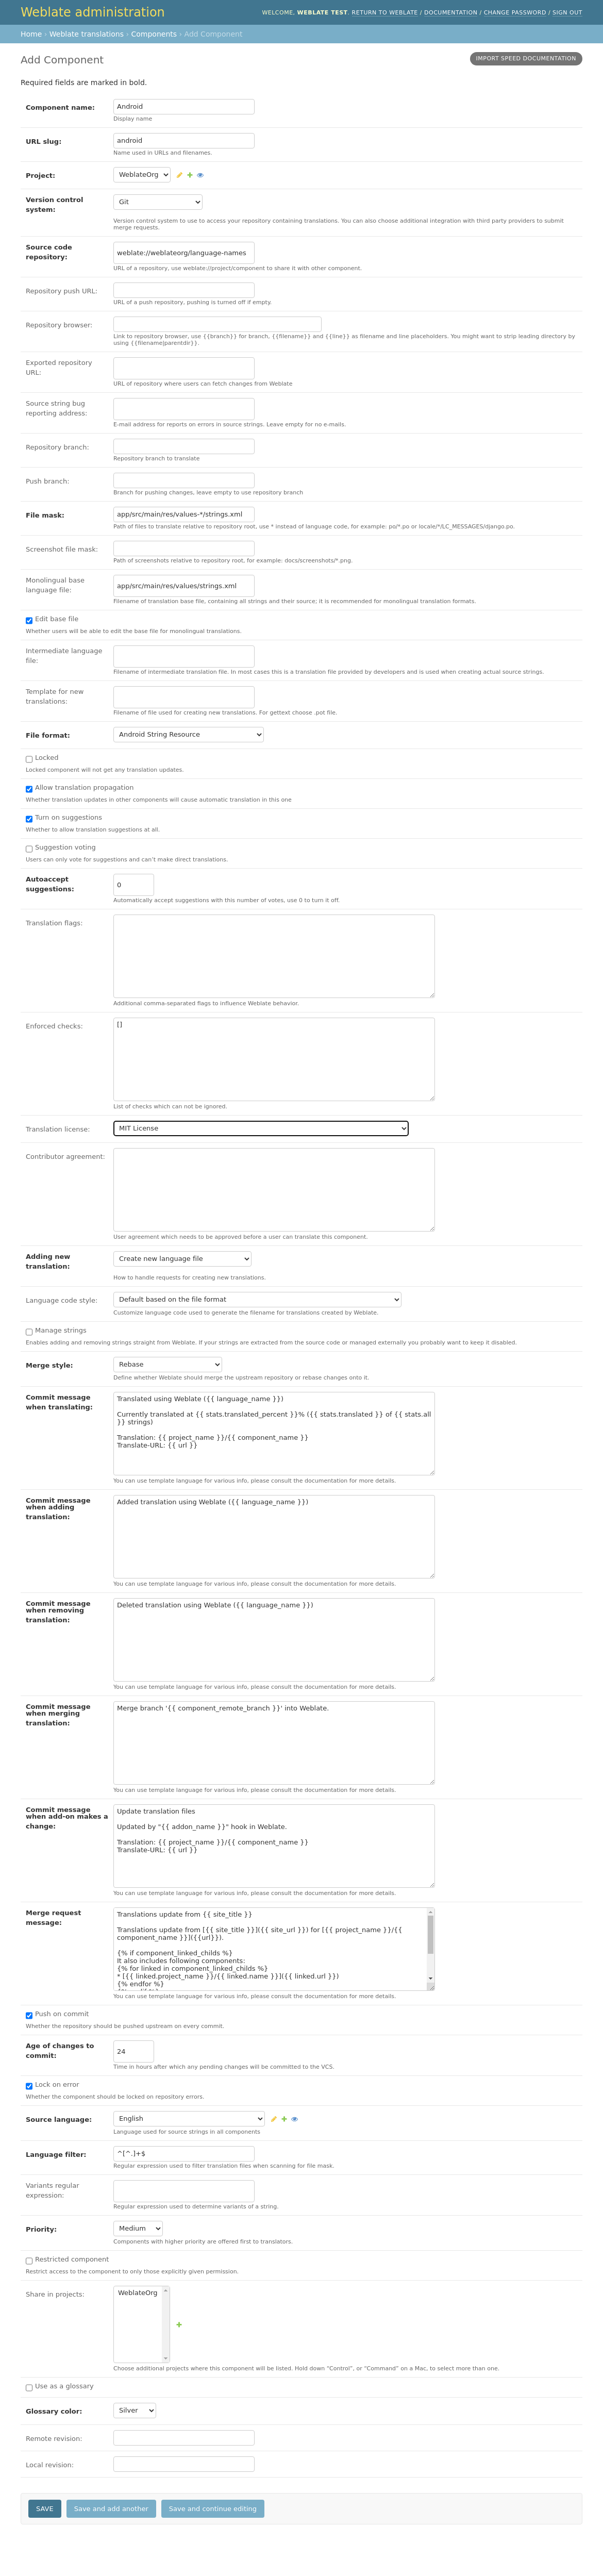 Weblate administration
WELCOME, WEBLATE TEST. RETURN TO WEBLATE / DOCUMENTATION / CHANGE PASSWORD / SIGN OUT
Home › Weblate translations › Components › Add Component
Add Component
IMPORT SPEED DOCUMENTATION
Required fields are marked in bold.
Component name:
Android
Display name
URL slug:
android
Name used in URLs and filenames.
Project:
WeblateOrg
Version control
system:
Git
Version control system to use to access your repository containing translations. You can also choose additional integration with third party providers to submit
merge requests.
Source code
repository:
weblate://weblateorg/language-names
URL of a repository, use weblate://project/component to share it with other component.
Repository push URL:
URL of a push repository, pushing is turned off if empty.
Repository browser:
Link to repository browser, use {{branch}} for branch, {{filename}} and {{line}} as filename and line placeholders. You might want to strip leading directory by
using {{filename|parentdir}}.
Exported repository
URL:
URL of repository where users can fetch changes from Weblate
Source string bug
reporting address:
E-mail address for reports on errors in source strings. Leave empty for no e-mails.
Repository branch:
Repository branch to translate
Push branch:
Branch for pushing changes, leave empty to use repository branch
File mask:
app/src/main/res/values-*/strings.xml
Path of files to translate relative to repository root, use * instead of language code, for example: po/*.po or locale/*/LC_MESSAGES/django.po.
Screenshot file mask:
Path of screenshots relative to repository root, for example: docs/screenshots/*.png.
Monolingual base
language file:
app/src/main/res/values/strings.xml
Filename of translation base file, containing all strings and their source; it is recommended for monolingual translation formats.
Edit base file
Whether users will be able to edit the base file for monolingual translations.
Intermediate language
file:
Filename of intermediate translation file. In most cases this is a translation file provided by developers and is used when creating actual source strings.
Template for new
translations:
Filename of file used for creating new translations. For gettext choose .pot file.
File format:
Android String Resource
Locked
Locked component will not get any translation updates.
Allow translation propagation
Whether translation updates in other components will cause automatic translation in this one
Turn on suggestions
Whether to allow translation suggestions at all.
Suggestion voting
Users can only vote for suggestions and can’t make direct translations.
Autoaccept
suggestions:
0
Automatically accept suggestions with this number of votes, use 0 to turn it off.
Translation flags:
Additional comma-separated flags to influence Weblate behavior.
Enforced checks:
[]
List of checks which can not be ignored.
Translation license:
MIT License
Contributor agreement:
User agreement which needs to be approved before a user can translate this component.
Adding new
translation:
Create new language file
How to handle requests for creating new translations.
Language code style:
Default based on the file format
Customize language code used to generate the filename for translations created by Weblate.
Manage strings
Enables adding and removing strings straight from Weblate. If your strings are extracted from the source code or managed externally you probably want to keep it disabled.
Merge style:
Rebase
Define whether Weblate should merge the upstream repository or rebase changes onto it.
Commit message
when translating:
Translated using Weblate ({{ language_name }})
Currently translated at {{ stats.translated_percent }}% ({{ stats.translated }} of {{ stats.all
}} strings)
Translation: {{ project_name }}/{{ component_name }}
Translate-URL: {{ url }}
You can use template language for various info, please consult the documentation for more details.
Commit message
when adding
translation:
Added translation using Weblate ({{ language_name }})
You can use template language for various info, please consult the documentation for more details.
Commit message
when removing
translation:
Deleted translation using Weblate ({{ language_name }})
You can use template language for various info, please consult the documentation for more details.
Commit message
when merging
translation:
Merge branch '{{ component_remote_branch }}' into Weblate.
You can use template language for various info, please consult the documentation for more details.
Commit message
when add-on makes a
change:
Update translation files
Updated by "{{ addon_name }}" hook in Weblate.
Translation: {{ project_name }}/{{ component_name }}
Translate-URL: {{ url }}
You can use template language for various info, please consult the documentation for more details.
Merge request
message:
Translations update from {{ site_title }}
Translations update from [{{ site_title }}]({{ site_url }}) for [{{ project_name }}/{{
component_name }}]({{url}}).
{% if component_linked_childs %}
It also includes following components:
{% for linked in component_linked_childs %}
* [{{ linked.project_name }}/{{ linked.name }}]({{ linked.url }})
{% endfor %}
You can use template language for various info, please consult the documentation for more details.
Push on commit
Whether the repository should be pushed upstream on every commit.
Age of changes to
commit:
24
Time in hours after which any pending changes will be committed to the VCS.
Lock on error
Whether the component should be locked on repository errors.
Source language:
English
Language used for source strings in all components
Language filter:
^[^.]+$
Regular expression used to filter translation files when scanning for file mask.
Variants regular
expression:
Regular expression used to determine variants of a string.
Priority:
Medium
Components with higher priority are offered first to translators.
Restricted component
Restrict access to the component to only those explicitly given permission.
Share in projects:
WeblateOrg
Choose additional projects where this component will be listed. Hold down “Control”, or “Command” on a Mac, to select more than one.
Use as a glossary
Glossary color:
Silver
Remote revision:
Local revision:
SAVE
Save and add another
Save and continue editing